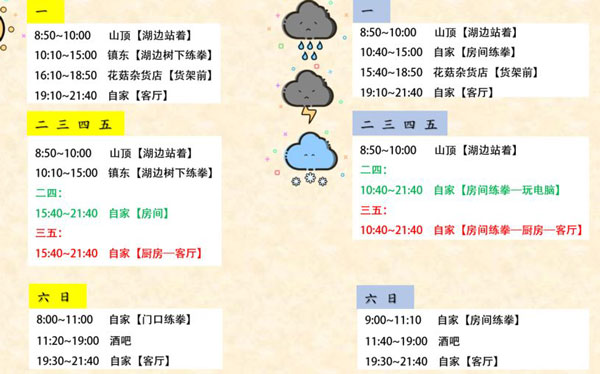 一
8:50~10:00 山顶【湖边站着】
10:10~15:00 镇东【湖边树下练拳】
16:10~18:50 花菇杂货店【货架前】
19:10~21:40 自家【客厅】
二 三 四 五
8:50~10:00 山顶【湖边站着】
10:10~15:00 镇东【湖边树下练拳】
二四：
15:40~21:40 自家【房间】
三五：
15:40~21:40 自家【厨房—客厅】
六 日
8:00~11:00 自家【门口练拳】
11:20~19:00 酒吧
19:30~21:40 自家【客厅】
一
8:50~10:00 山顶【湖边站着】
10:40~15:00 自家【房间练拳】
15:40~18:50 花菇杂货店【货架前】
19:10~21:40 自家【客厅】
二 三 四 五
8:50~10:00 山顶【湖边站着】
二四：
10:40~21:40 自家【房间练拳—玩电脑】
三五：
10:40~21:40 自家【房间练拳—厨房—客厅】
六 日
9:00~11:10 自家【房间练拳】
11:40~19:00 酒吧
19:30~21:40 自家【客厅】